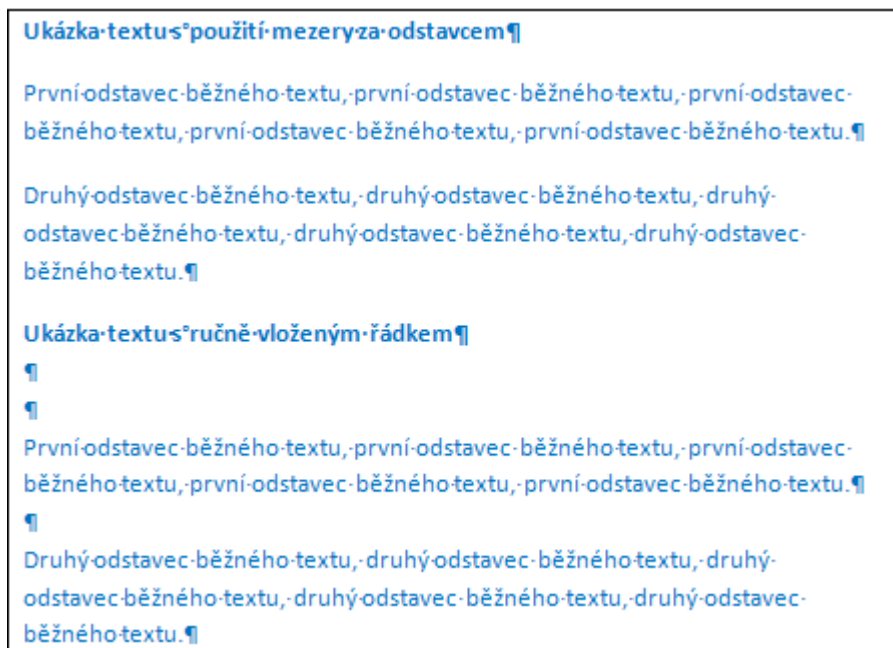 Ukázka·textu·s°použití·mezery·za·odstavcem¶
První·odstavec·běžného·textu,·první·odstavec·běžného·textu,·první·odstavec·
běžného·textu,·první·odstavec·běžného·textu,·první·odstavec·běžného·textu.¶
Druhý·odstavec·běžného·textu,·druhý·odstavec·běžného·textu,·druhý·
odstavec·běžného·textu,·druhý·odstavec·běžného·textu,·druhý·odstavec·
běžného·textu.¶
Ukázka·textu·s°ručně·vloženým·řádkem¶
¶
¶
První·odstavec·běžného·textu,·první·odstavec·běžného·textu,·první·odstavec·
běžného·textu,·první·odstavec·běžného·textu,·první·odstavec·běžného·textu.¶
¶
Druhý·odstavec·běžného·textu,·druhý·odstavec·běžného·textu,·druhý·
odstavec·běžného·textu,·druhý·odstavec·běžného·textu,·druhý·odstavec·
běžného·textu.¶